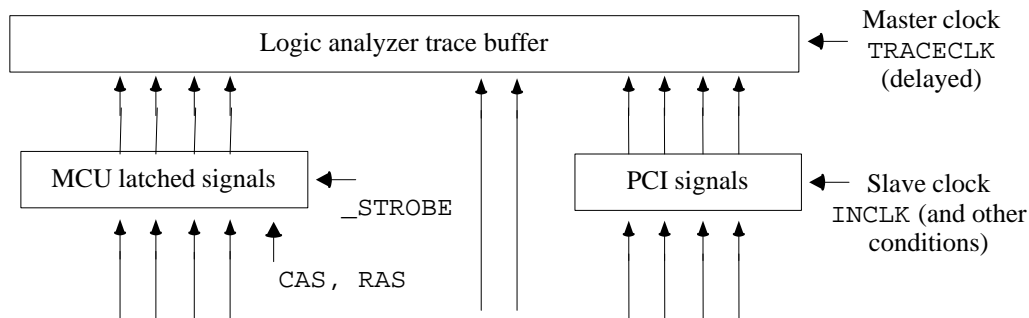 Logic analyzer trace buffer
Master clock
TRACECLK
(delayed)
MCU latched signals
_STROBE
CAS, RAS
PCI signals
Slave clock
INCLK (and other
conditions)